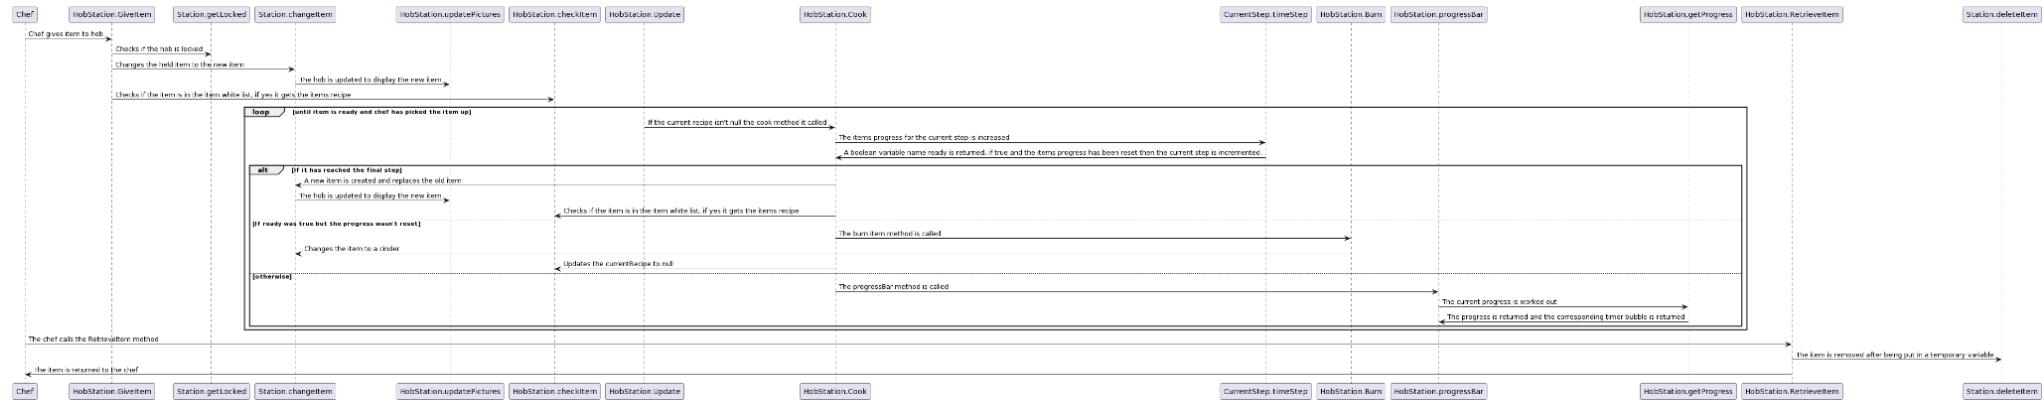 Chef HobStation.GiveItem Station.getLocked Station.changeItem HobStation.updatePictures HobStation.checkItem HobStation.Update HobStation.Cook CurrentStep.timeStep HobStation.Burn HobStation.progressBar HobStation.getProgress HobStation.RetrieveItem Station.deleteItem
Chef gives item to hob
Checks if the hob is locked
Changes the held item to the new item
The hob is updated to display the new item
Checks if the item is in the item white list, if yes it gets the items recipe
loop [until item is ready and chef has picked the item up]
If the current recipe isn't null the cook method it called
The items progress for the current step is increased
A boolean variable name ready is returned, if true and the items progress has been reset then the current step is incremented.
alt [If it has reached the final step]
A new item is created and replaces the old item
The hob is updated to display the new item
Checks if the item is in the item white list, if yes it gets the items recipe
[If ready was true but the progress wasn't reset]
The burn item method is called
Changes the item to a cinder
Updates the currentRecipe to null
[otherwise]
The progressBar method is called
The current progress is worked out
The progress is returned and the corresponding timer bubble is returned
The chef calls the RetrieveItem method
The item is removed after being put in a temporary variable
The item is returned to the chef
Chef HobStation.GiveItem Station.getLocked Station.changeItem HobStation.updatePictures HobStation.checkItem HobStation.Update HobStation.Cook CurrentStep.timeStep HobStation.Burn HobStation.progressBar HobStation.getProgress HobStation.RetrieveItem Station.deleteItem